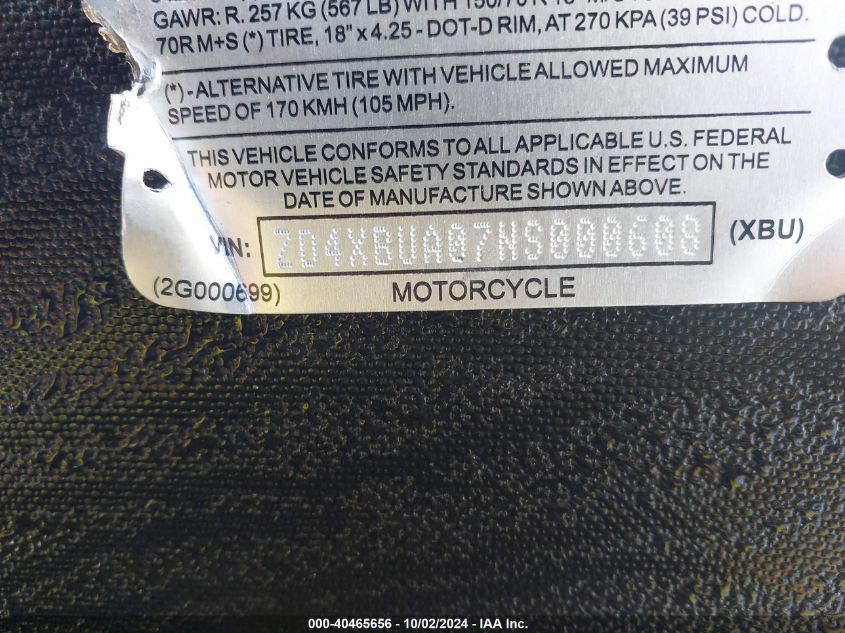 GAWR: R. 257 KG (567 LB) WITH 150/70 R 18
70R M+S (*) TIRE, 18" x 4.25 - DOT-D RIM, AT 270 KPA (39 PSI) COLD.
(*)-ALTERNATIVE TIRE WITH VEHICLE ALLOWED MAXIMUM
SPEED OF 170 KMH (105 MPH).
THIS VEHICLE CONFORMS TO ALL APPLICABLE U.S. FEDERAL
MOTOR VEHICLE SAFETY STANDARDS IN EFFECT ON THE
DATE OF MANUFACTURE SHOWN ABOVE.
VIN: ZD4XBUA07NS000608 (XBU)
(2G000699) MOTORCYCLE
000-40465656 - 10/02/2024 - IAA Inc.